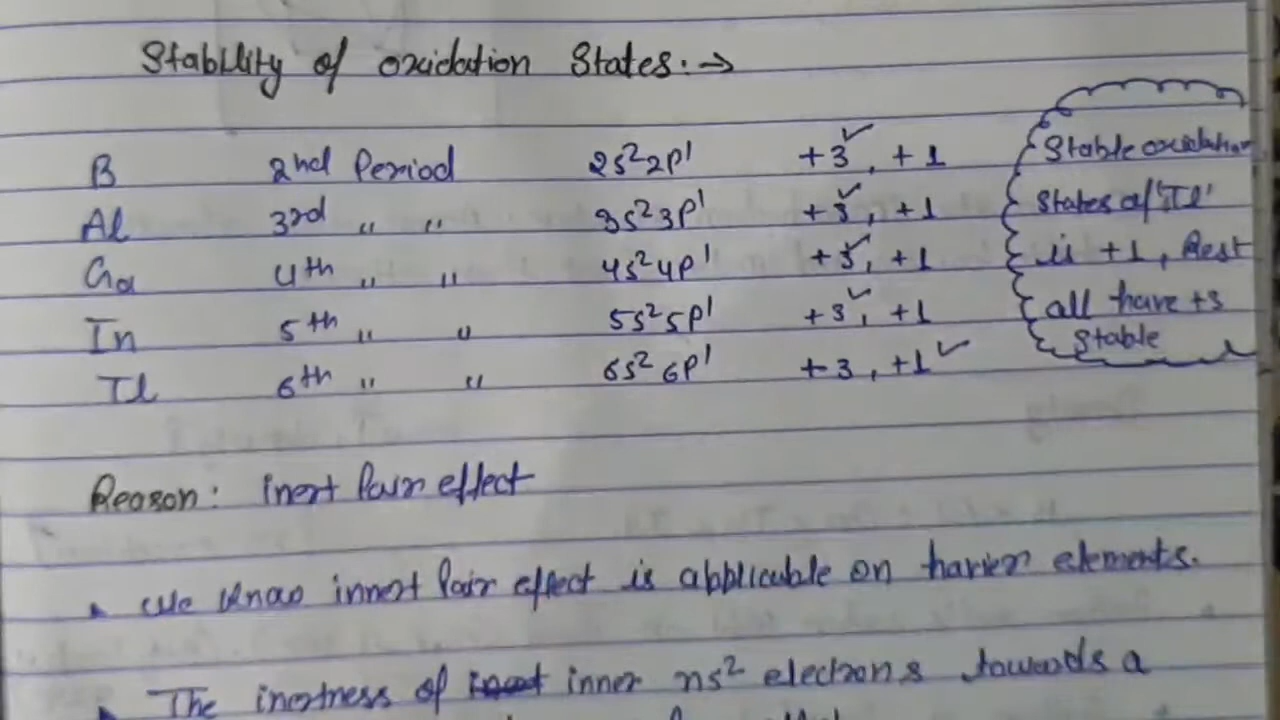 Stability of oxidation States:→
B 2nd Period 2s²2p¹ +3✓, +1
Al 3rd " " 3s²3p¹ +3✓, +1
Ga 4th " " 4s²4p¹ +3✓, +1
In 5th " " 5s²5p¹ +3✓, +1
Tl 6th " " 6s²6p¹ +3, +1✓
Stable oxidation
States of 'Tl'
is +1, Rest
all have +3
Stable
Reason: inert Pair effect
We know innert Pair effect is applicable on havier elements.
The inertness of inner ns² electrons towards a